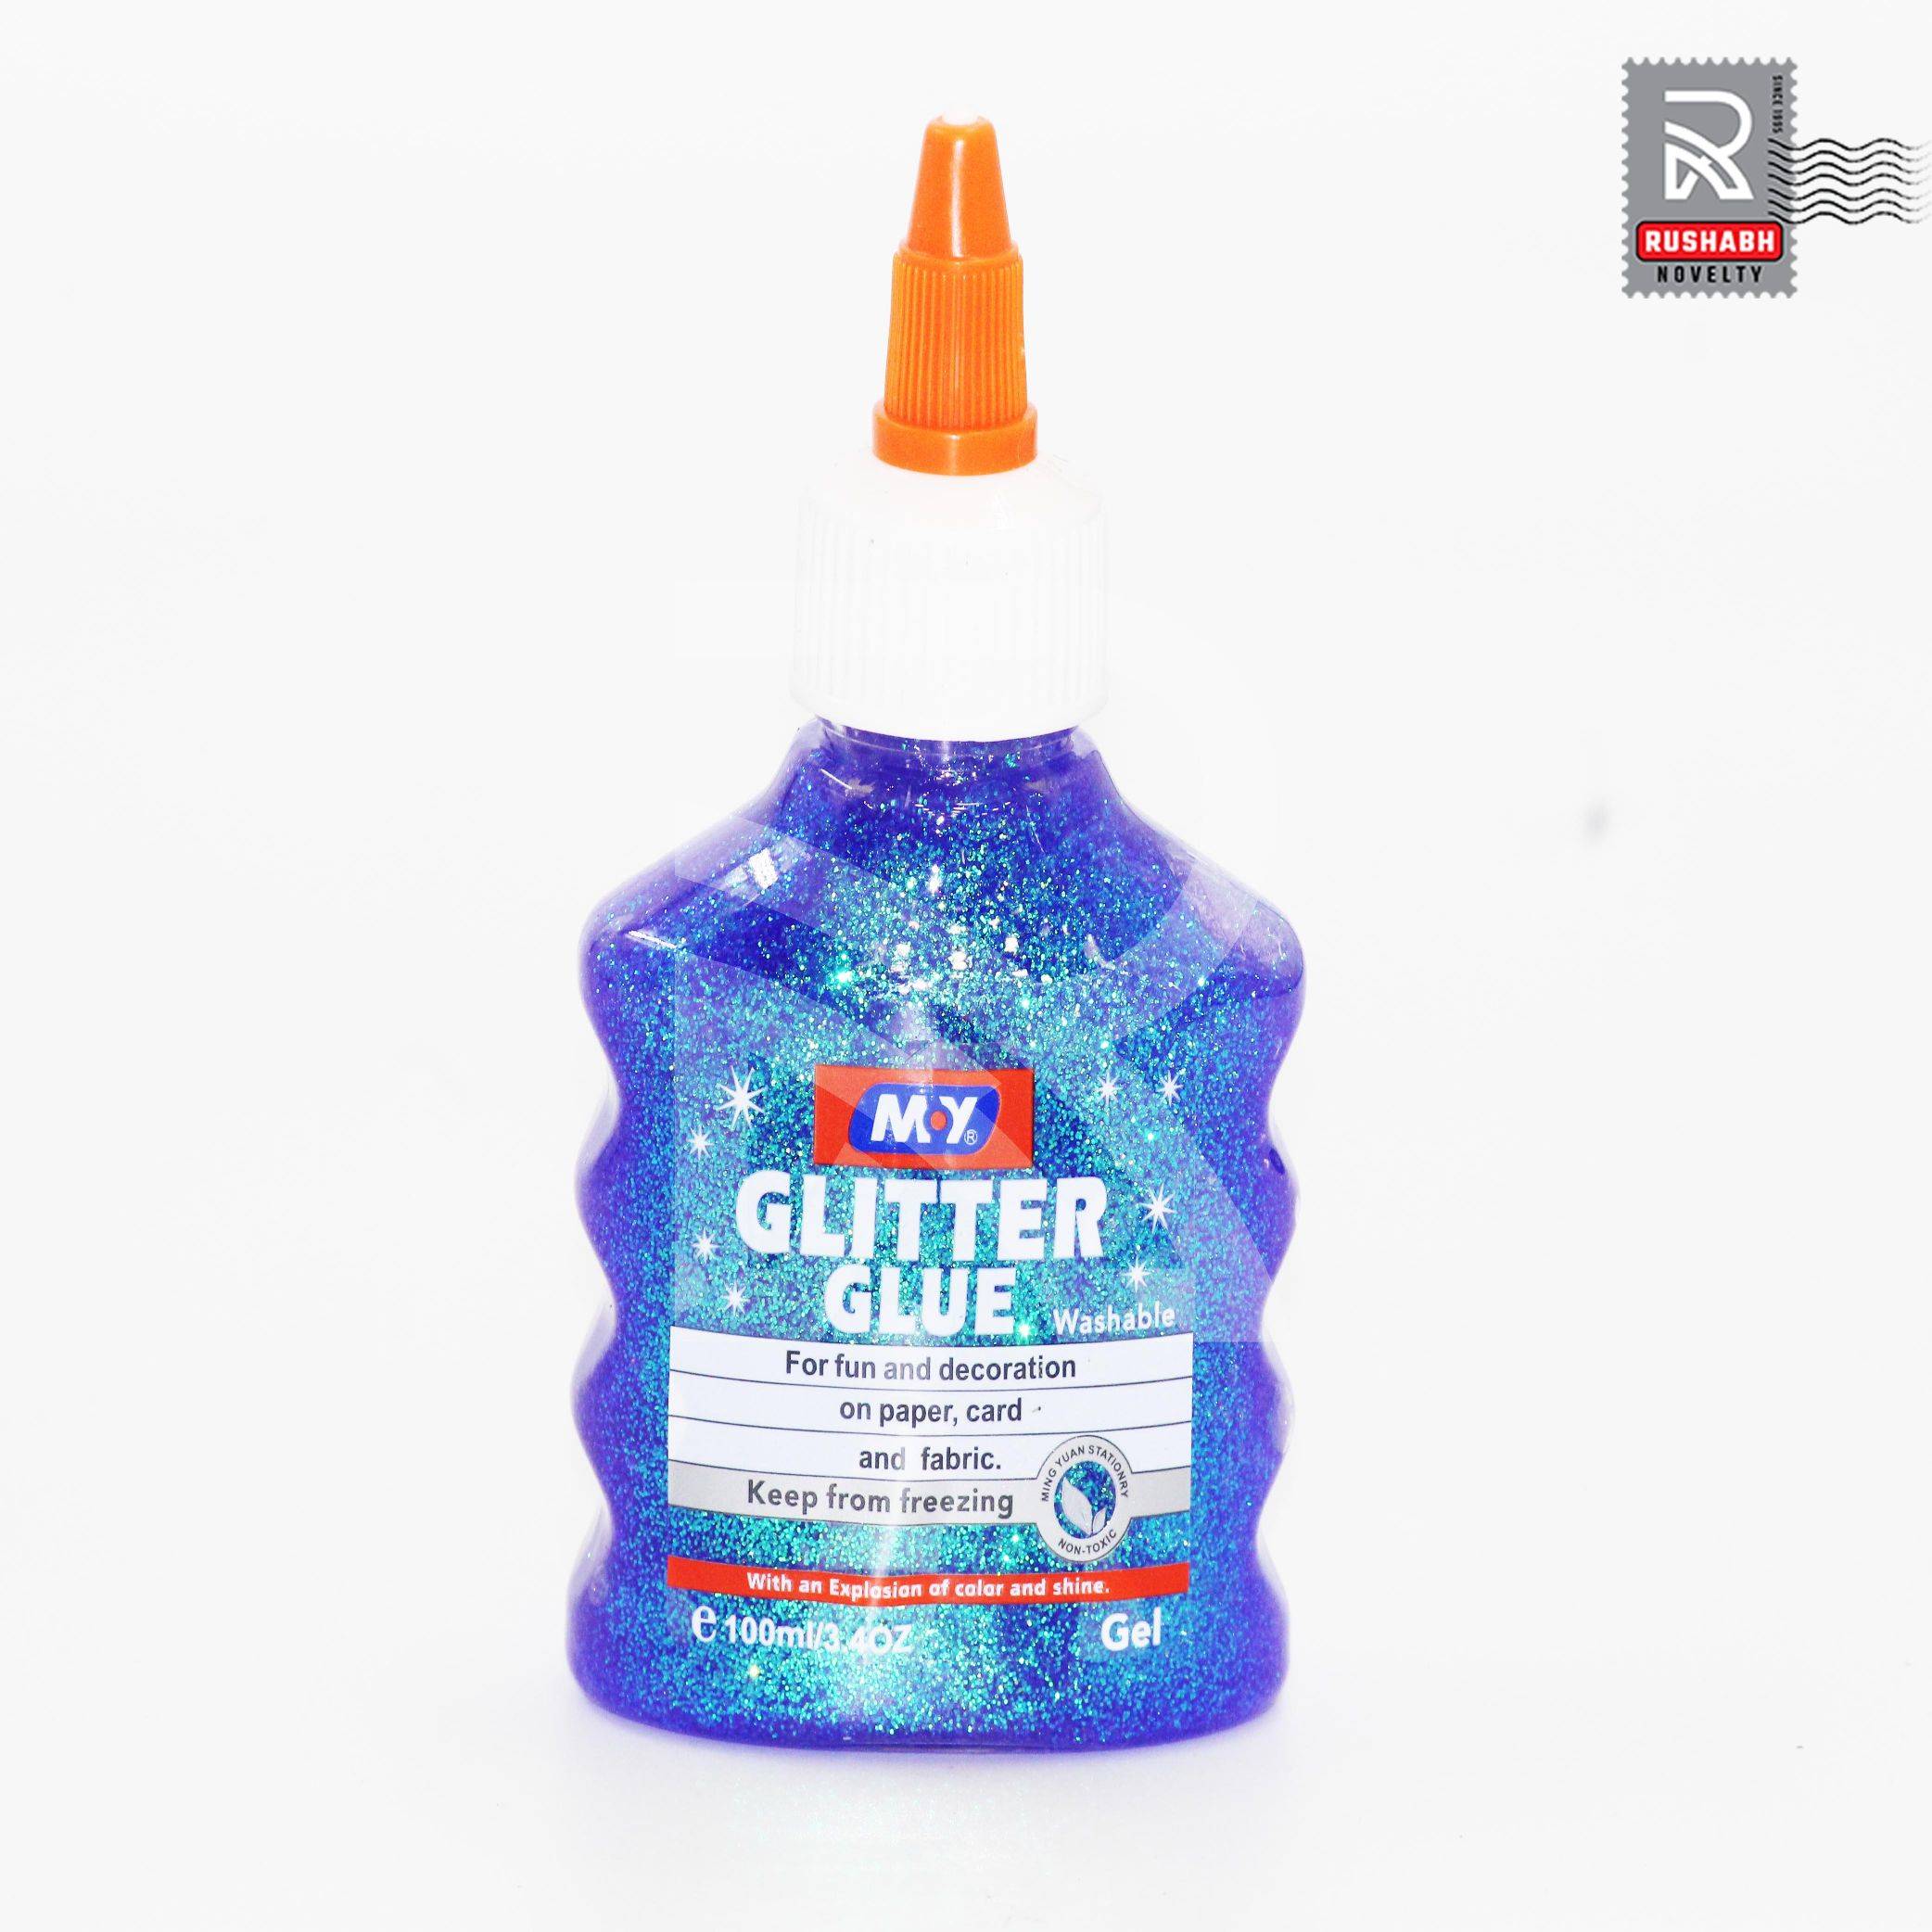 SINCE 1995
RUSHABH
NOVELTY
M·Y®
GLITTER
GLUE
Washable
For fun and decoration
on paper, card
and fabric.
Keep from freezing
MING YUAN STATIONRY
NON-TOXIC
With an Explosion of color and shine.
e 100ml/3.4OZ
Gel